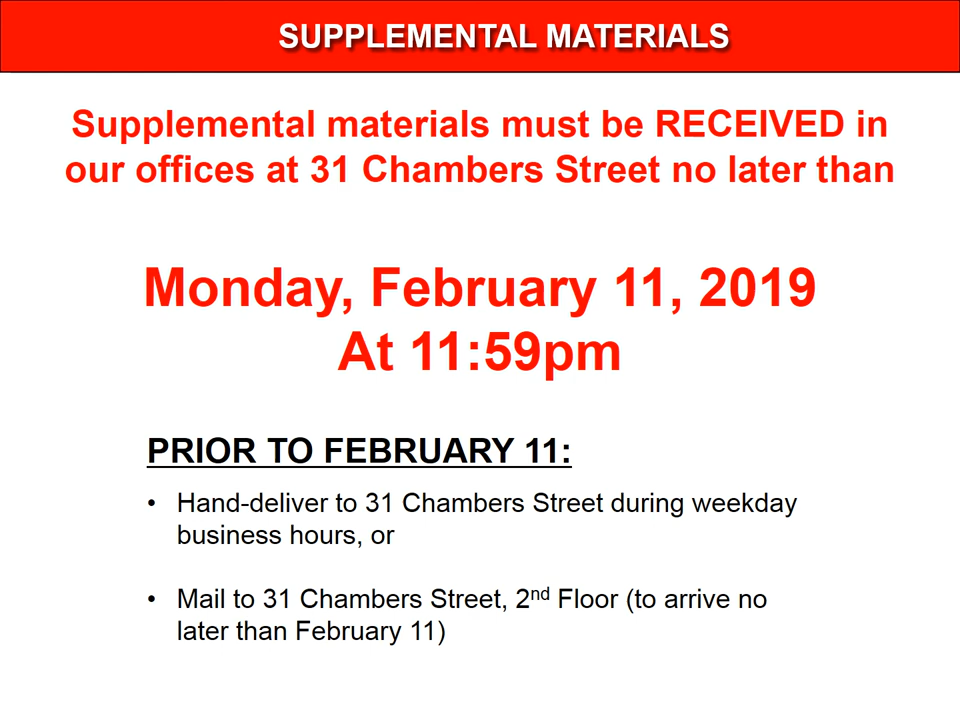 SUPPLEMENTAL MATERIALS
Supplemental materials must be RECEIVED in
our offices at 31 Chambers Street no later than
Monday, February 11, 2019
At 11:59pm
PRIOR TO FEBRUARY 11:
• Hand-deliver to 31 Chambers Street during weekday
business hours, or
• Mail to 31 Chambers Street, 2nd Floor (to arrive no
later than February 11)